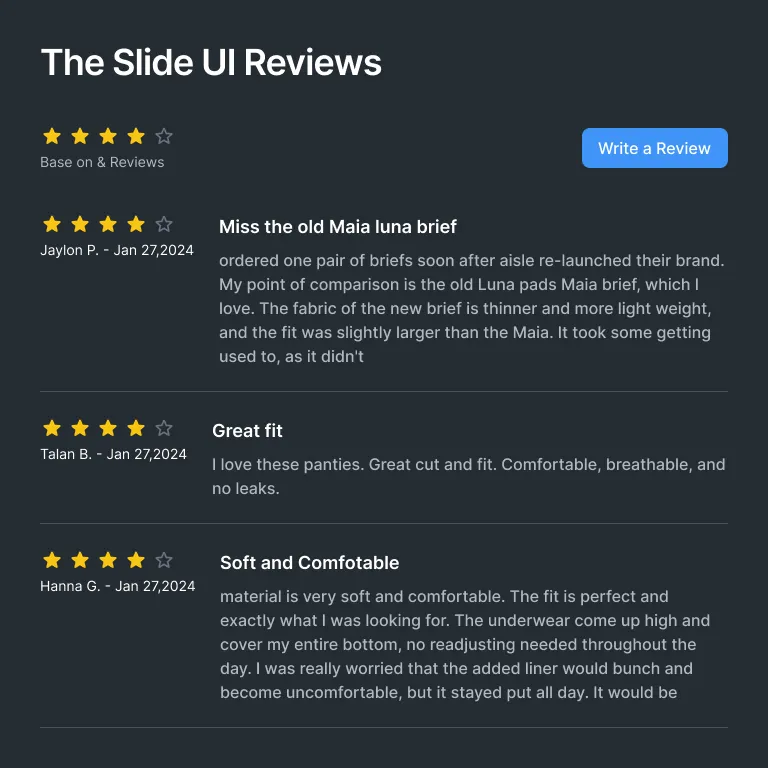 The Slide UI Reviews
Base on & Reviews
Write a Review
Jaylon P. - Jan 27,2024
Miss the old Maia luna brief
ordered one pair of briefs soon after aisle re-launched their brand.
My point of comparison is the old Luna pads Maia brief, which I
love. The fabric of the new brief is thinner and more light weight,
and the fit was slightly larger than the Maia. It took some getting
used to, as it didn't
Talan B. - Jan 27,2024
Great fit
I love these panties. Great cut and fit. Comfortable, breathable, and
no leaks.
Hanna G. - Jan 27,2024
Soft and Comfotable
material is very soft and comfortable. The fit is perfect and
exactly what I was looking for. The underwear come up high and
cover my entire bottom, no readjusting needed throughout the
day. I was really worried that the added liner would bunch and
become uncomfortable, but it stayed put all day. It would be